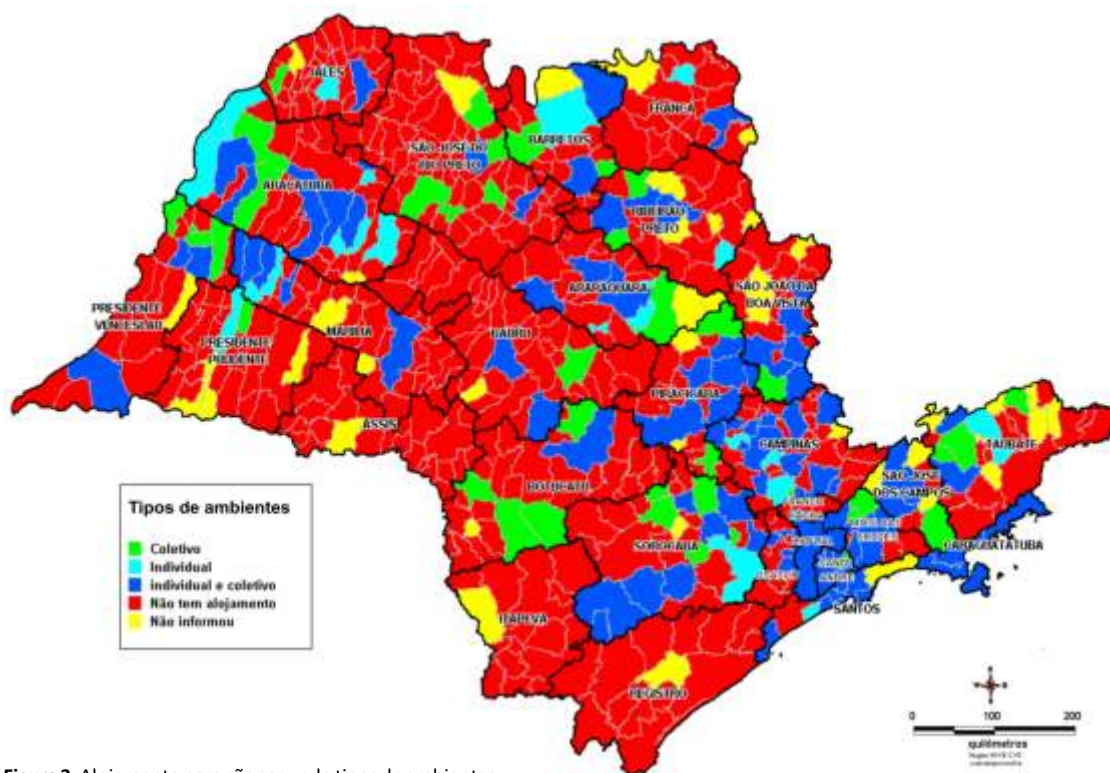 JALES
FRANCA
BARRETOS
SÃO JOSÉ DO
RIO PRETO
ARAÇATUBA
RIBEIRÃO
PRETO
ARARAQUARA
SÃO JOÃO DA
BOA VISTA
PRESIDENTE
VENCESLAU
MARÍLIA
BAURU
PRESIDENTE
PRUDENTE
PIRACICABA
ASSIS
CAMPINAS
TAUBATÉ
BOTUCATU
SÃO JOSÉ
DOS CAMPOS
CARAGUATATUBA
SOROCABA
OSASCO
SANTO
ANDRÉ
SANTOS
ITAPEVA
REGISTRO
Tipos de ambientes
Coletivo
Individual
individual e coletivo
Não tem alojamento
Não informou
0 100 200
quilômetros